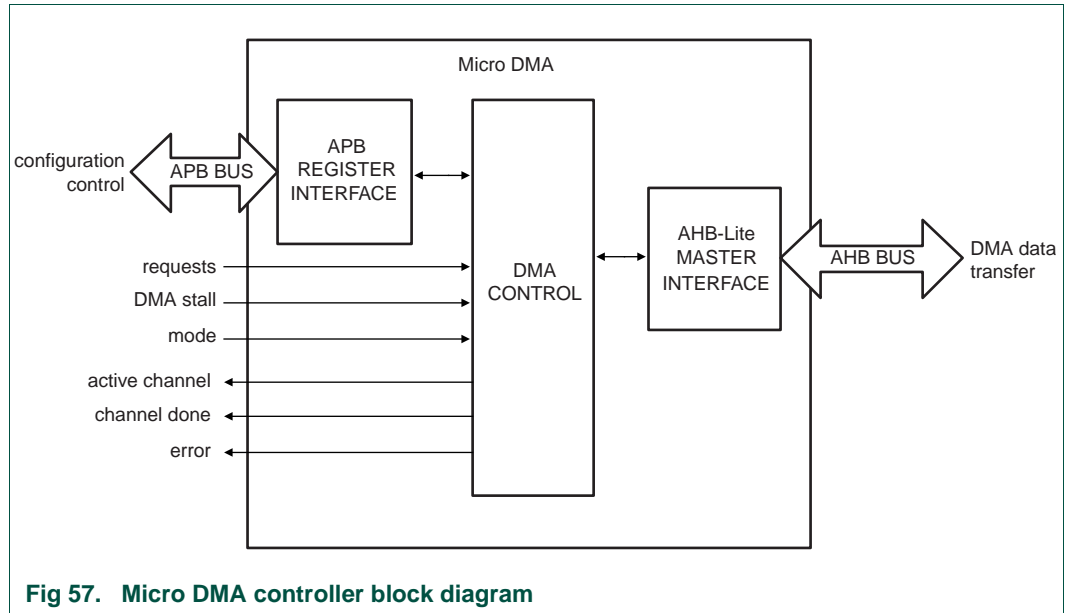 Micro DMA
configuration
control
APB BUS
APB
REGISTER
INTERFACE
DMA
CONTROL
AHB-Lite
MASTER
INTERFACE
AHB BUS
DMA data
transfer
requests
DMA stall
mode
active channel
channel done
error
Fig 57. Micro DMA controller block diagram